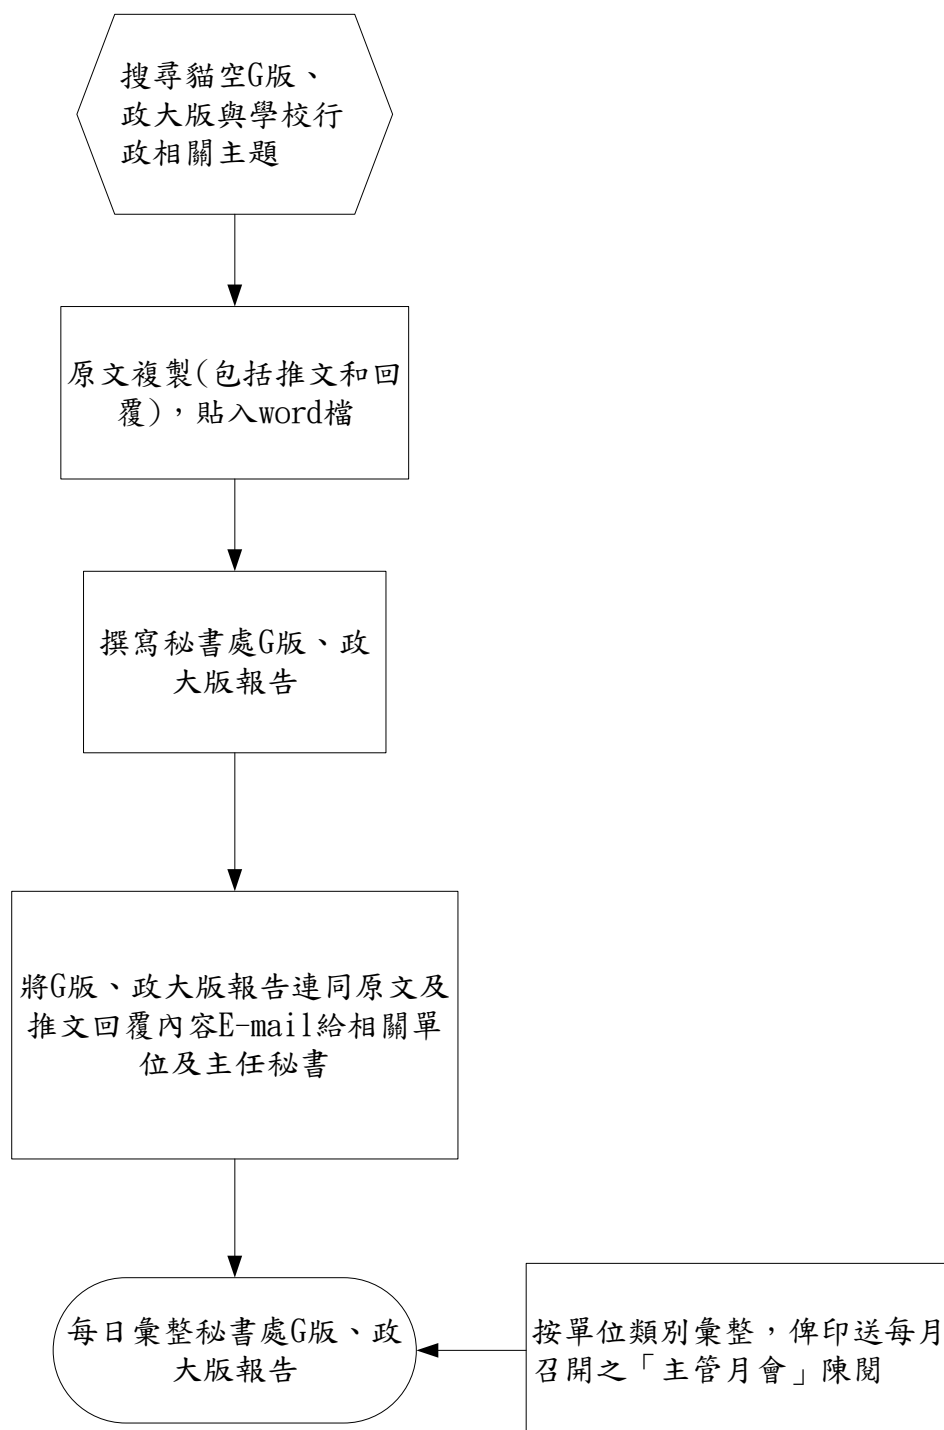 搜尋貓空G版、
政大版與學校行
政相關主題
原文複製(包括推文和回
覆)，貼入word檔
撰寫秘書處G版、政
大版報告
將G版、政大版報告連同原文及
推文回覆內容E-mail給相關單
位及主任秘書
每日彙整秘書處G版、政
大版報告
按單位類別彙整，俾印送每月
召開之「主管月會」陳閱